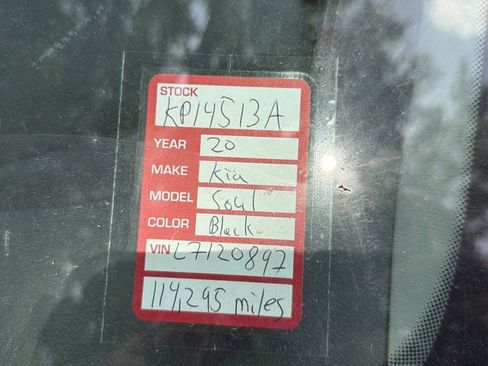 STOCK
KP14513A
YEAR 20
MAKE Kia
MODEL Soul
COLOR Black
VIN L7120897
114,295 miles